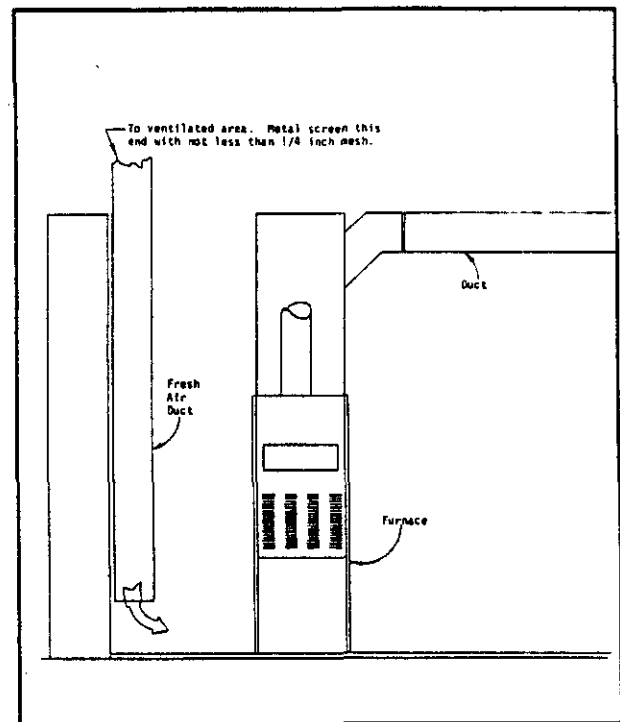 To ventilated area. Metal screen this
end with not less than 1/4 inch mesh.
Duct
Fresh
Air
Duct
Furnace